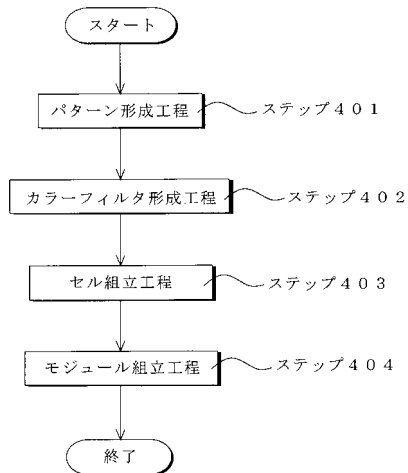 スタート
パターン形成工程 ステップ401
カラーフィルタ形成工程 ステップ402
セル組立工程 ステップ403
モジュール組立工程 ステップ404
終了